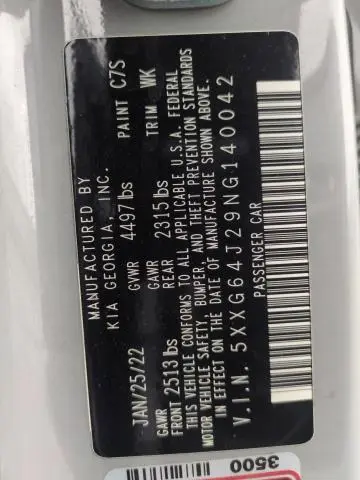 MANUFACTURED BY
KIA GEORGIA, INC.
JAN/25/22 GVWR 4497 lbs PAINT C7S
GAWR GAWR
FRONT 2513 lbs REAR 2315 lbs TRIM WK
THIS VEHICLE CONFORMS TO ALL APPLICABLE U.S.A. FEDERAL
MOTOR VEHICLE SAFETY, BUMPER, AND THEFT PREVENTION STANDARDS
IN EFFECT ON THE DATE OF MANUFACTURE SHOWN ABOVE.
V.I.N. 5XXG64J29NG140042
PASSENGER CAR
3500